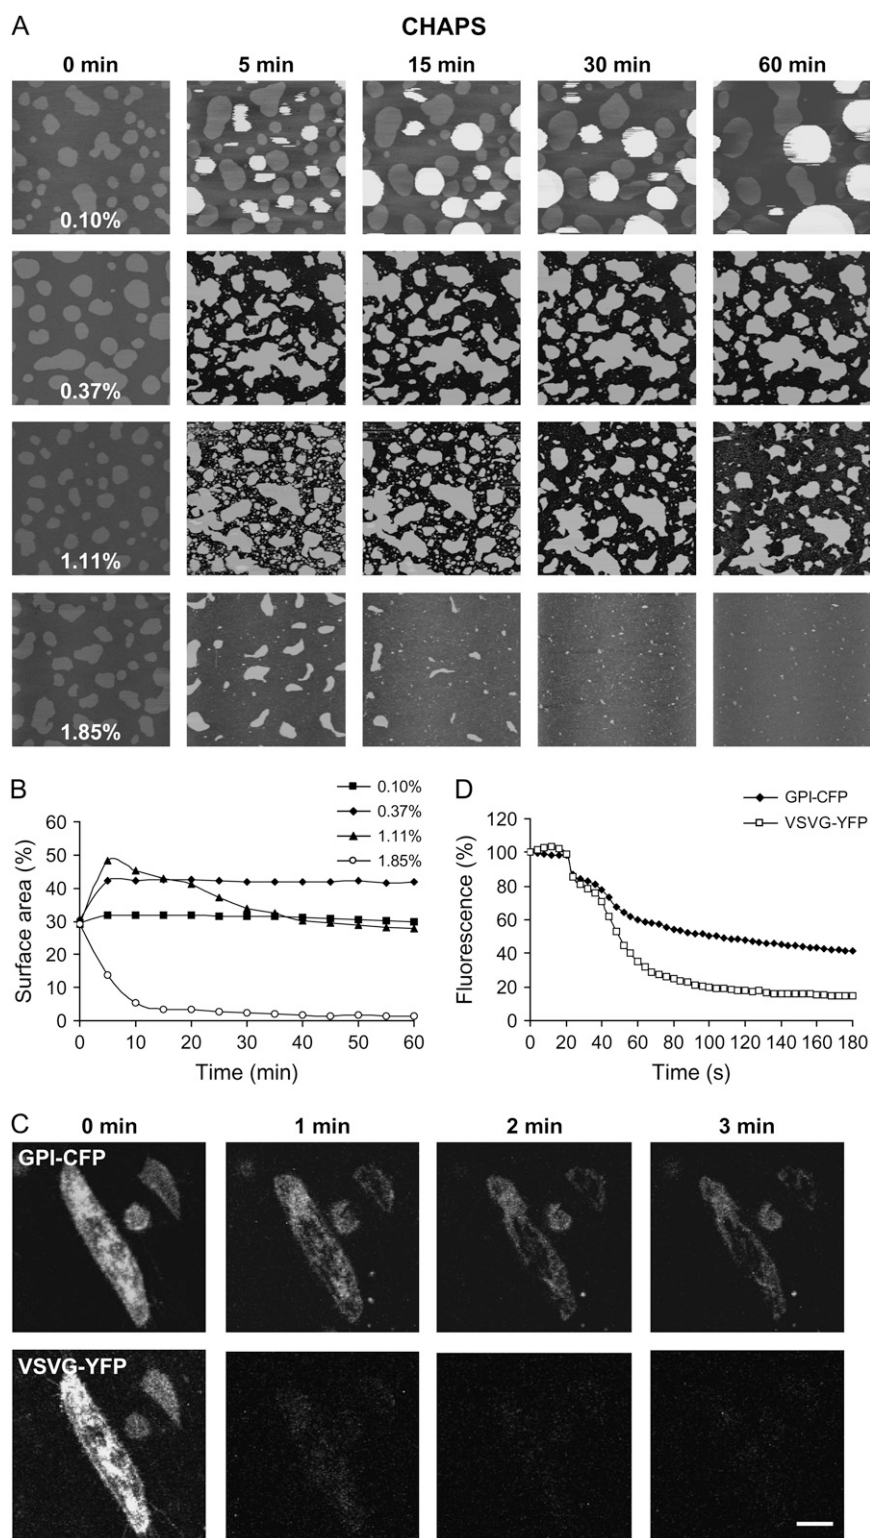 A
CHAPS
0 min 5 min 15 min 30 min 60 min
0.10%
0.37%
1.11%
1.85%
B
0.10%
0.37%
1.11%
1.85%
60
50
40
30
20
10
0
Surface area (%)
0 10 20 30 40 50 60
Time (min)
D
GPI-CFP
VSVG-YFP
120
100
80
60
40
20
0
Fluorescence (%)
0 20 40 60 80 100 120 140 160 180
Time (s)
C
0 min 1 min 2 min 3 min
GPI-CFP
VSVG-YFP